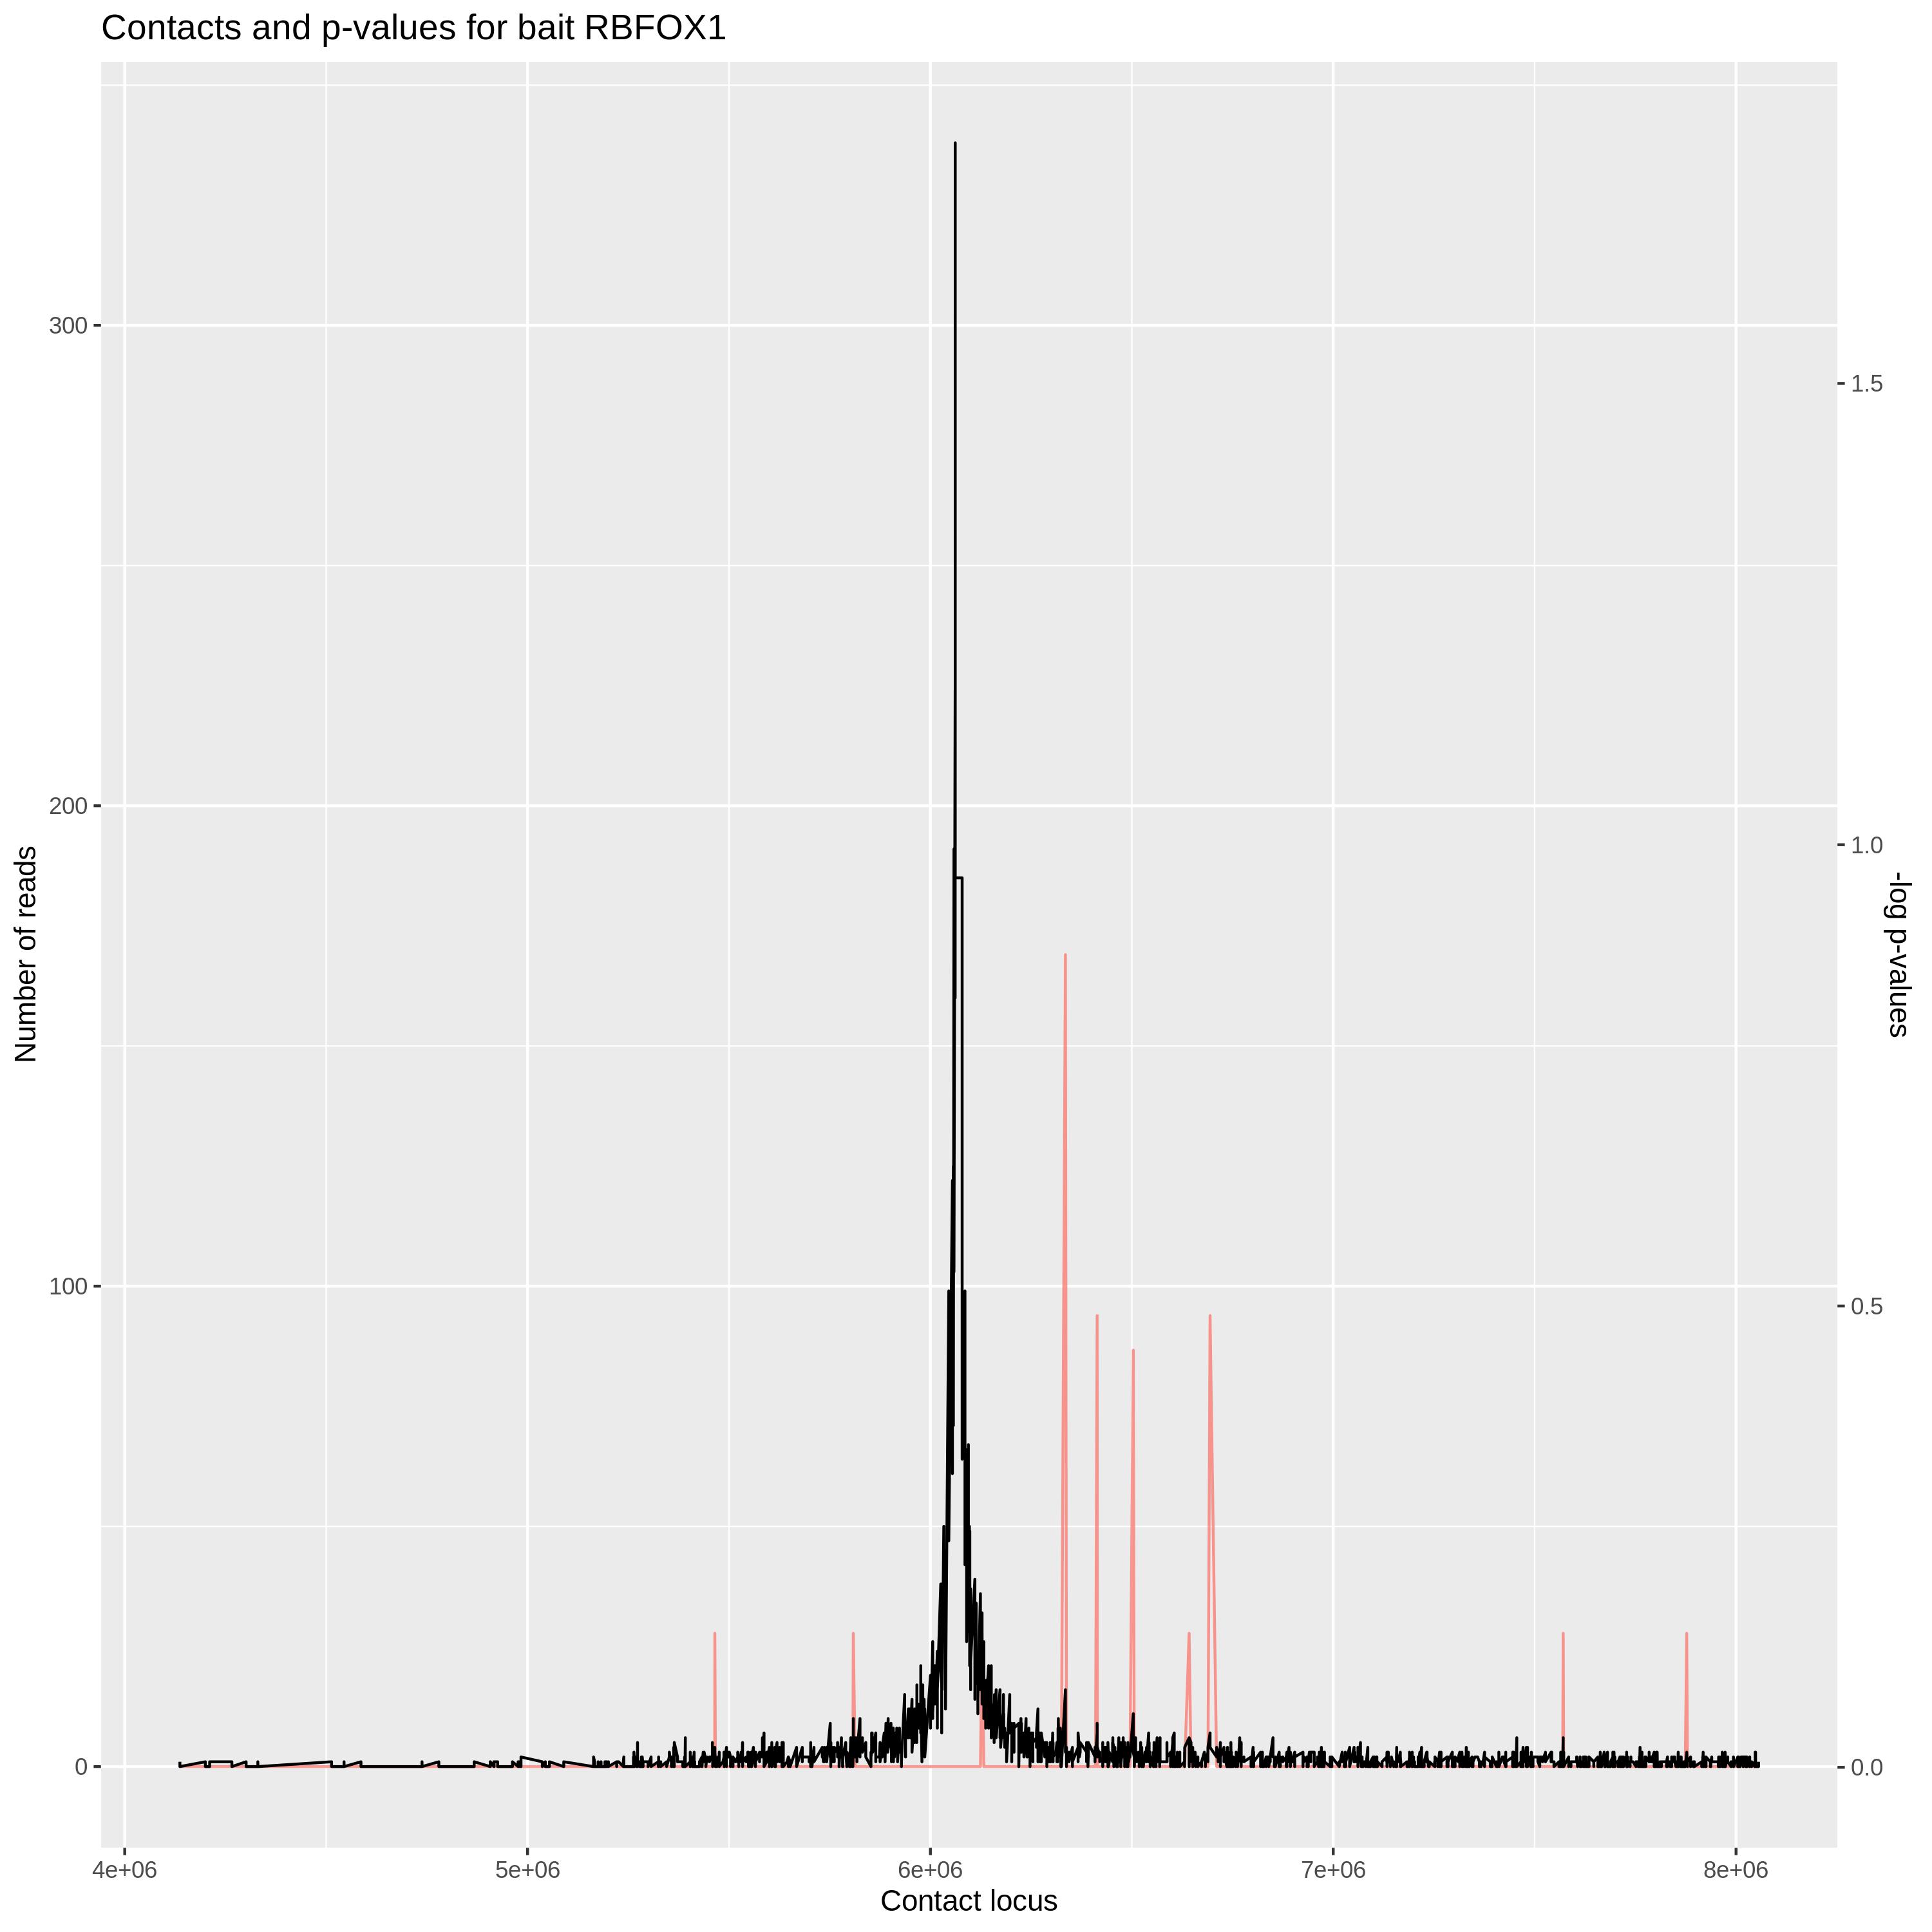 Contacts and p-values for bait RBFOX1
300
200
100
0
Number of reads
1.5
1.0
0.5
0.0
-log p-values
4e+06 5e+06 6e+06 7e+06 8e+06
Contact locus